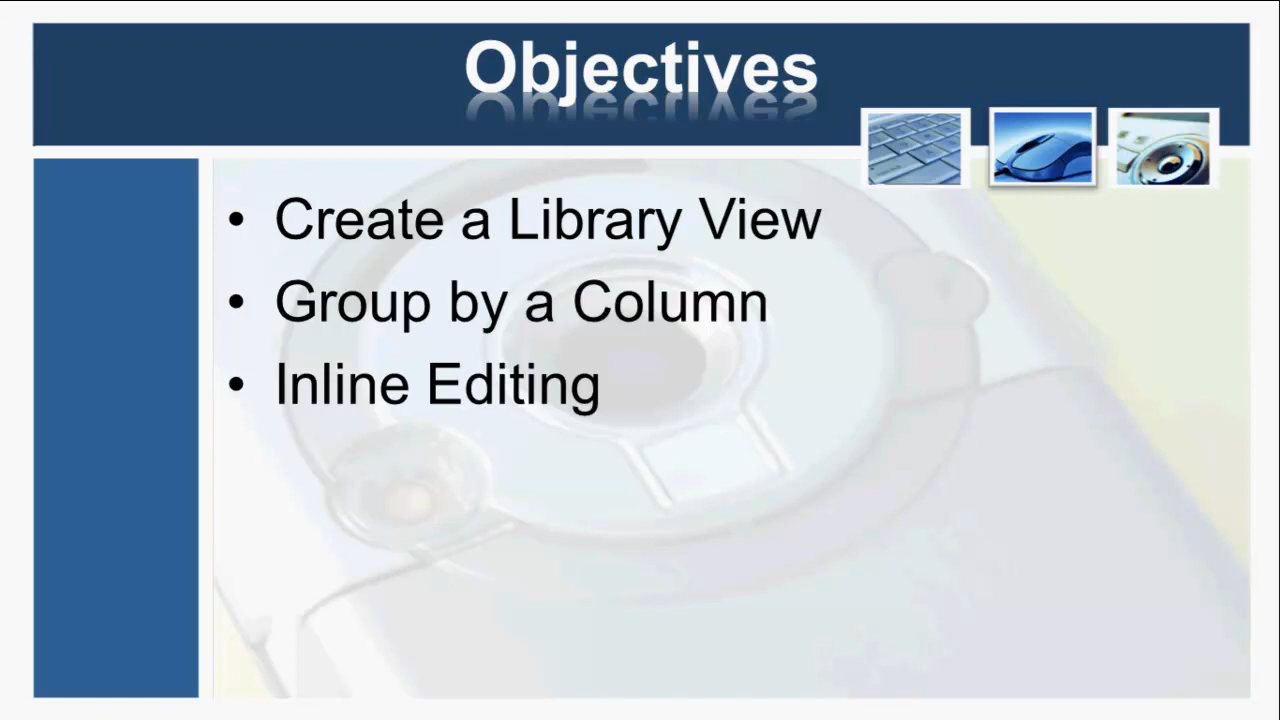 Objectives
• Create a Library View
• Group by a Column
• Inline Editing